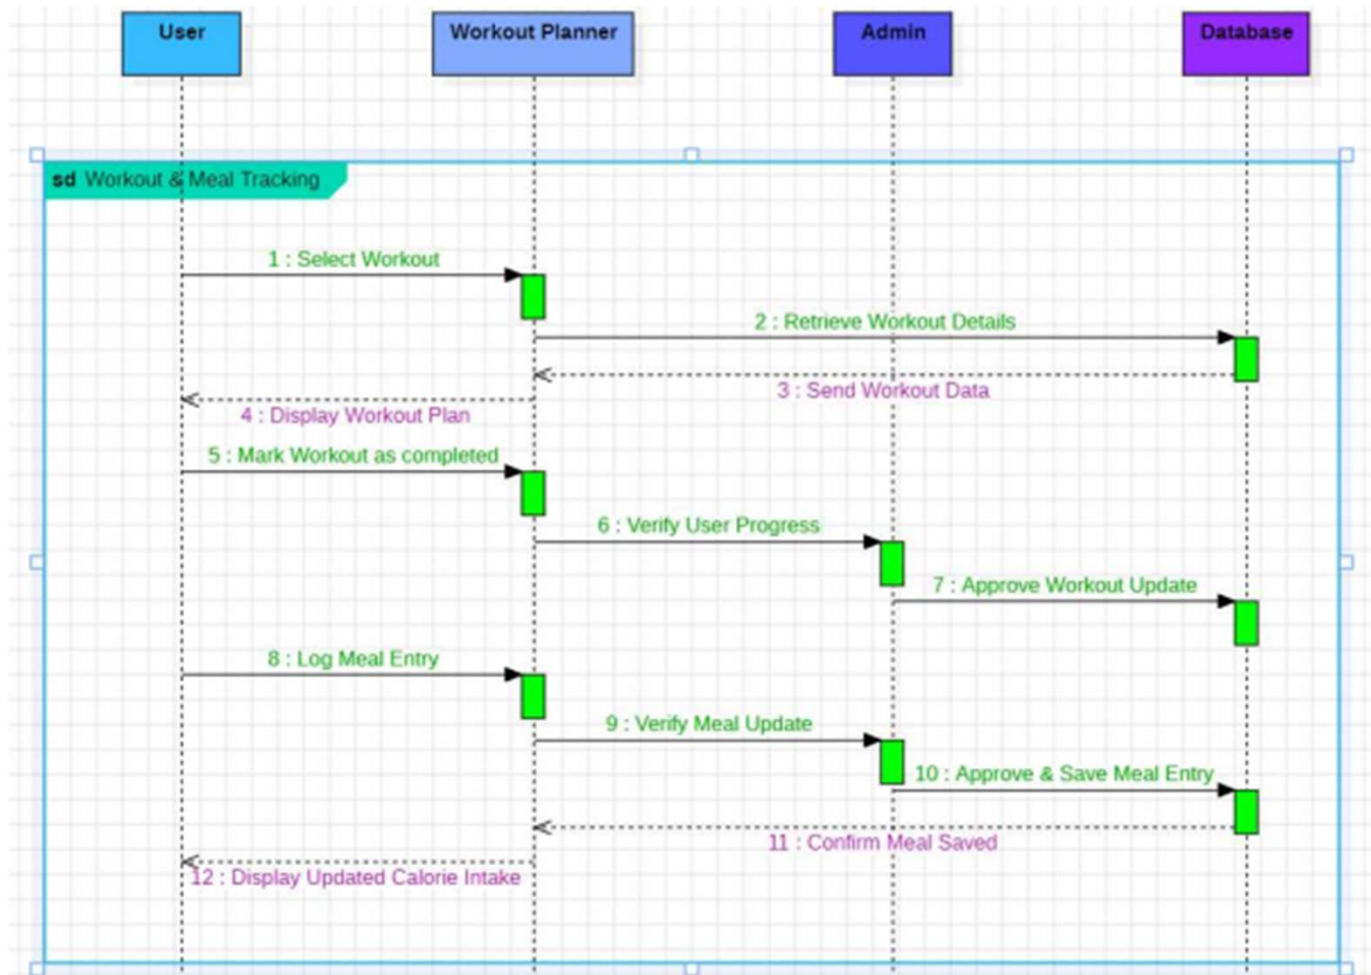 User
Workout Planner
Admin
Database
sd Workout & Meal Tracking
1 : Select Workout
2 : Retrieve Workout Details
3 : Send Workout Data
4 : Display Workout Plan
5 : Mark Workout as completed
6 : Verify User Progress
7 : Approve Workout Update
8 : Log Meal Entry
9 : Verify Meal Update
10 : Approve & Save Meal Entry
11 : Confirm Meal Saved
12 : Display Updated Calorie Intake